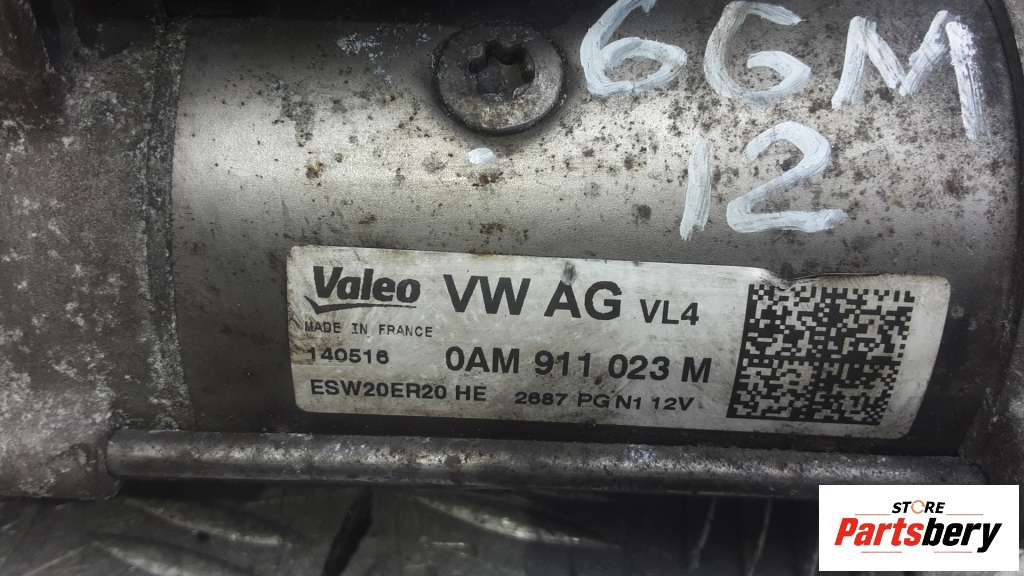 6GM
12
Valeo VW AG VL4
MADE IN FRANCE
140516 0AM 911 023 M
ESW20ER20 HE 2687 PG N1 12V
STORE
Partsbery